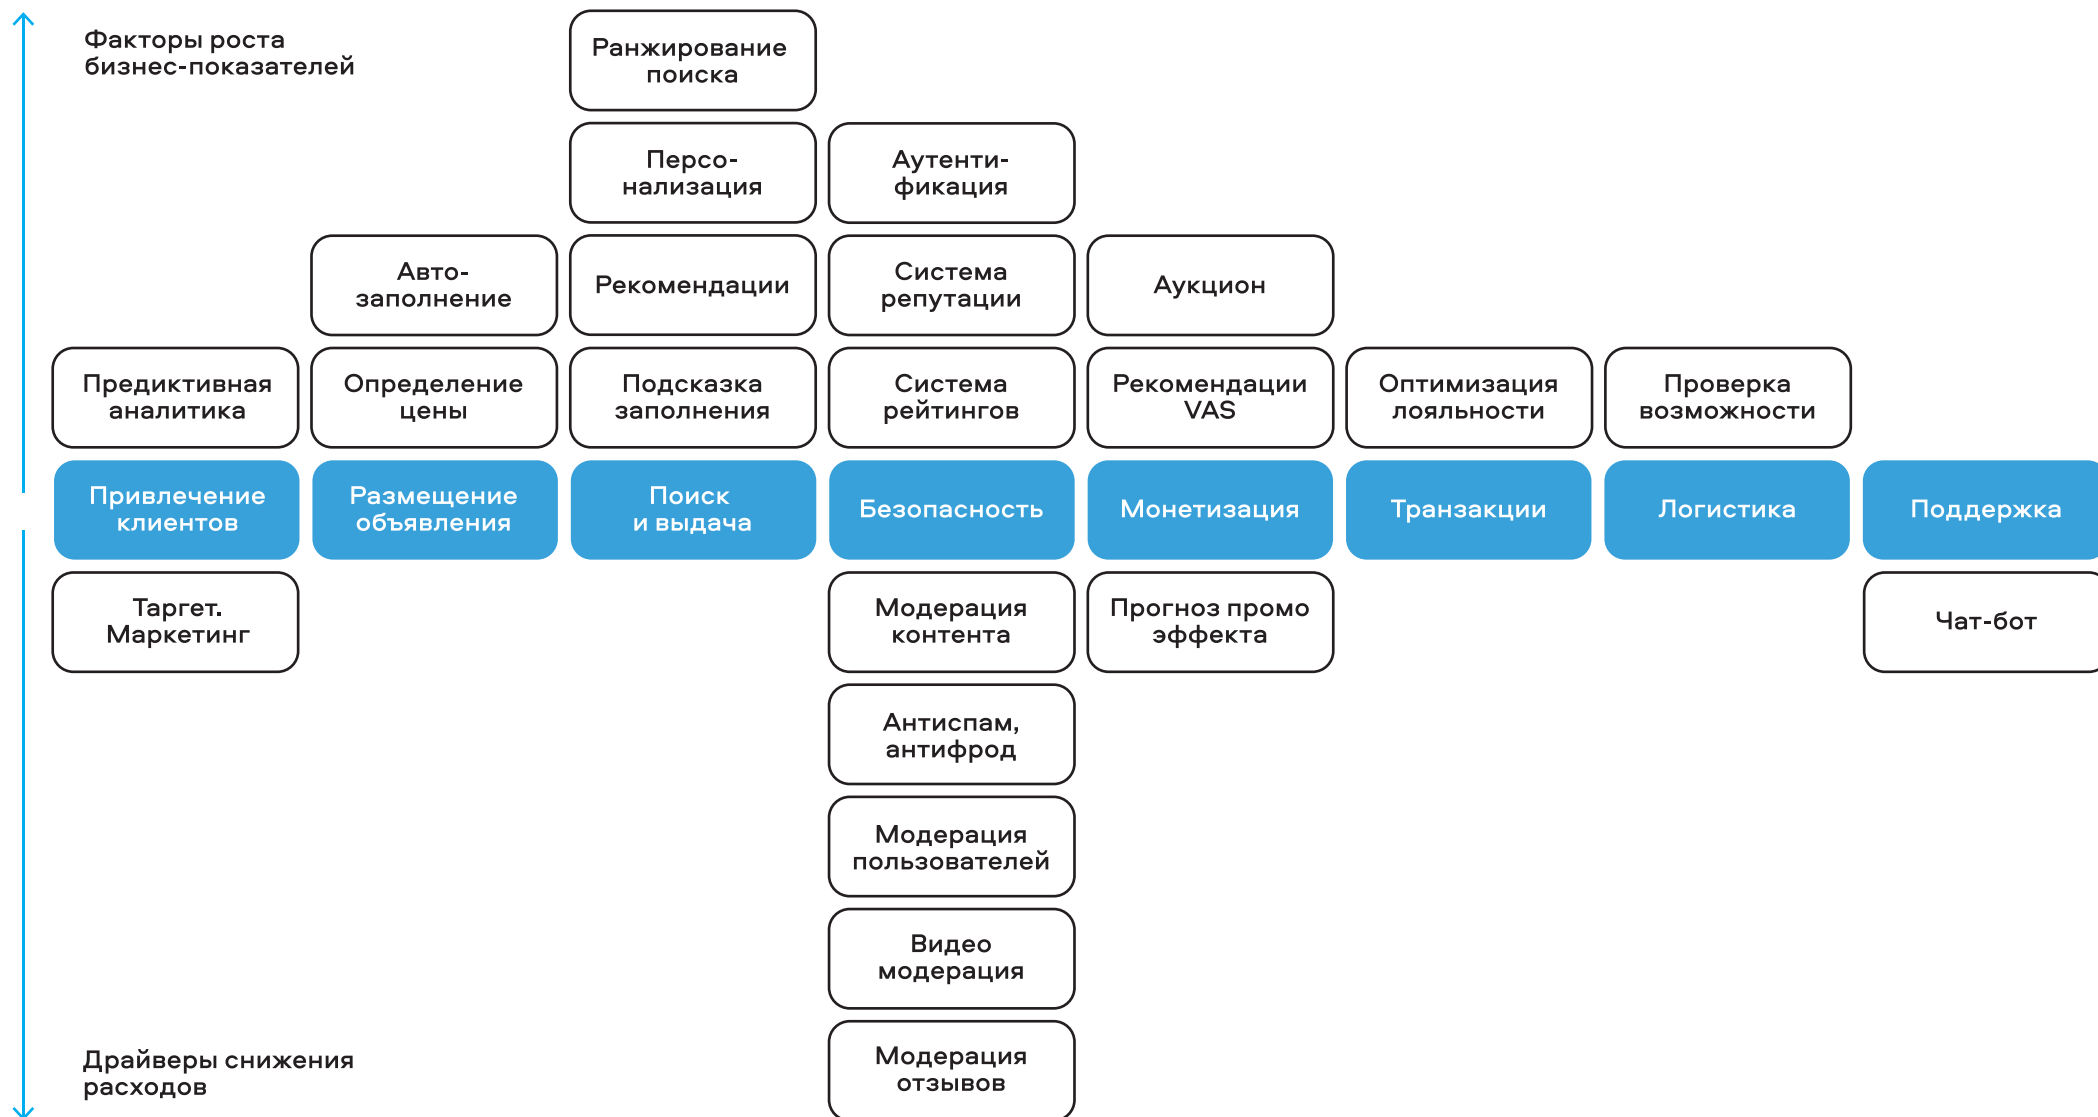 Факторы роста
бизнес-показателей
Ранжирование
поиска
Персо-
нализация
Аутенти-
фикация
Авто-
заполнение
Рекомендации
Система
репутации
Аукцион
Предиктивная
аналитика
Определение
цены
Подсказка
заполнения
Система
рейтингов
Рекомендации
VAS
Оптимизация
лояльности
Проверка
возможности
Привлечение
клиентов
Размещение
объявления
Поиск
и выдача
Безопасность
Монетизация
Транзакции
Логистика
Поддержка
Таргет.
Маркетинг
Модерация
контента
Прогноз промо
эффекта
Чат-бот
Антиспам,
антифрод
Модерация
пользователей
Видео
модерация
Драйверы снижения
расходов
Модерация
отзывов